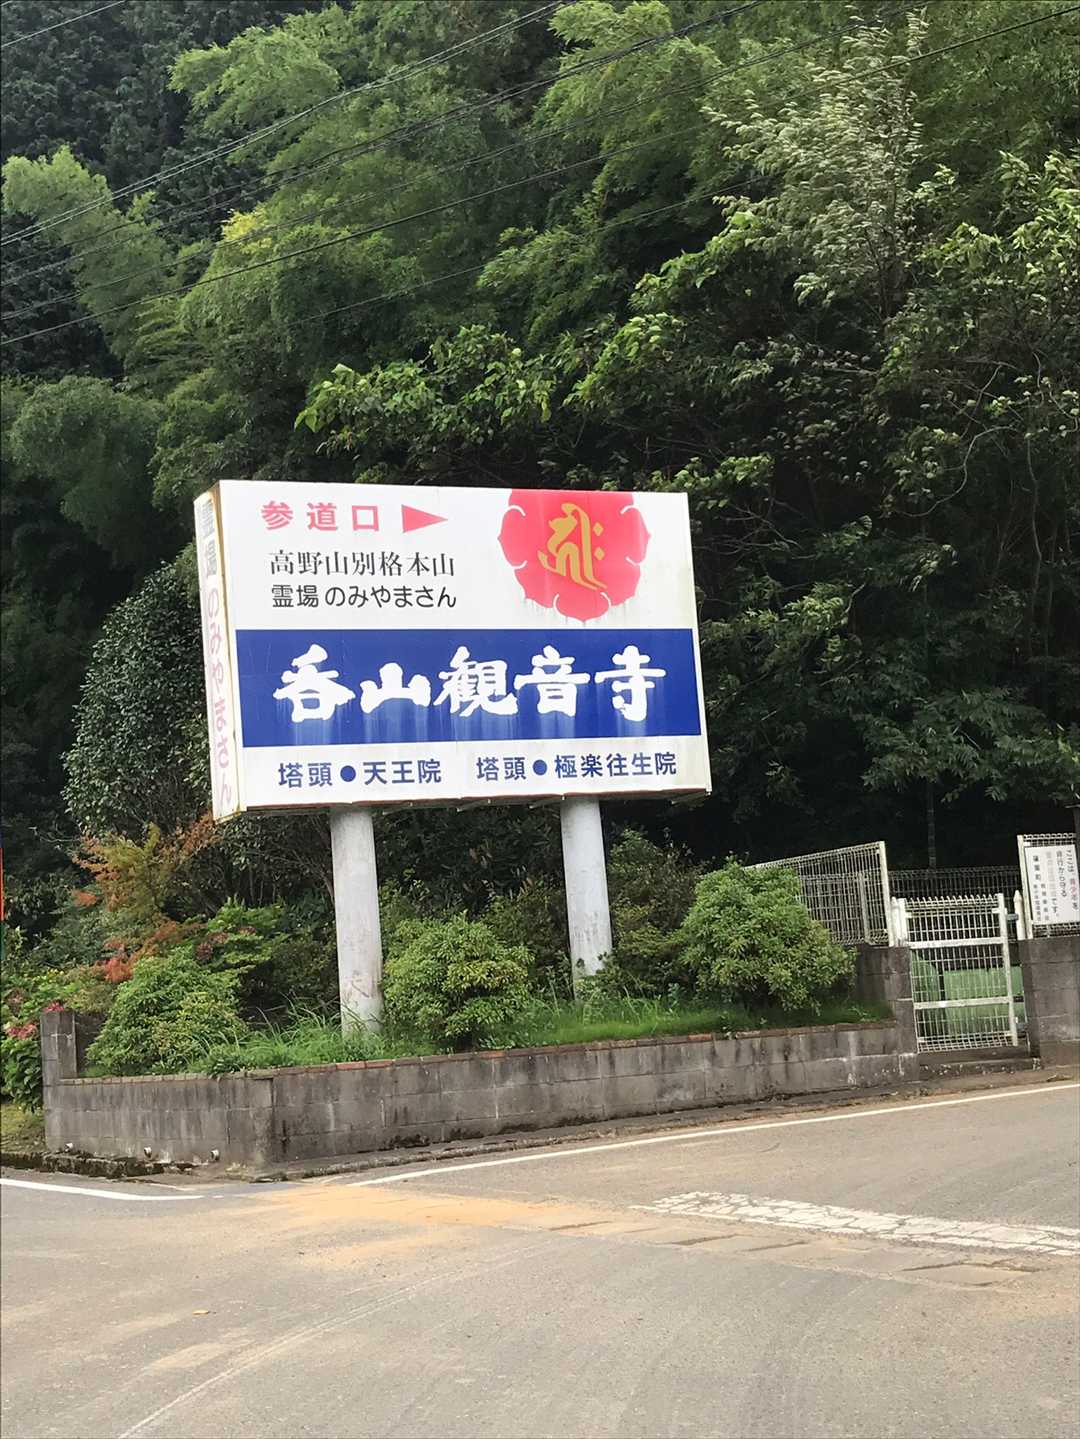 参道口
高野山別格本山
霊場 のみやまさん
呑山観音寺
塔頭●天王院 塔頭●極楽往生院
霊場 のみやまさん